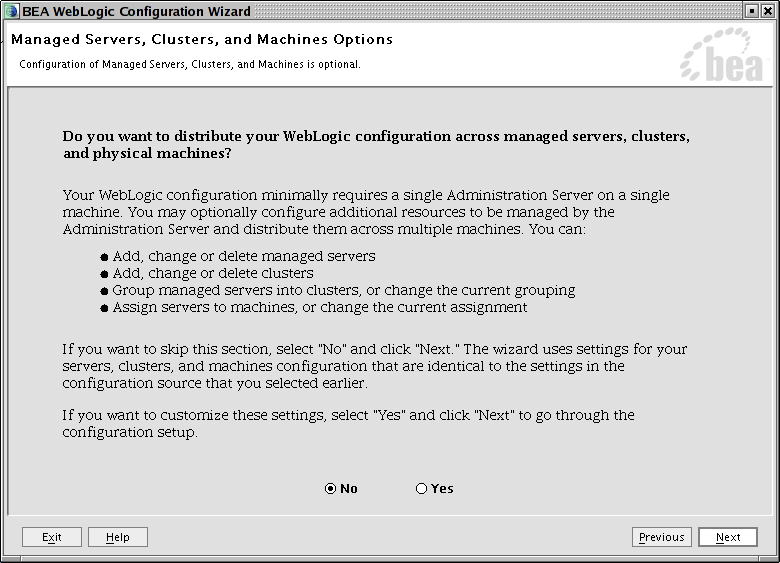 BEA WebLogic Configuration Wizard
Managed Servers, Clusters, and Machines Options
Configuration of Managed Servers, Clusters, and Machines is optional.
bea
Do you want to distribute your WebLogic configuration across managed servers, clusters,
and physical machines?
Your WebLogic configuration minimally requires a single Administration Server on a single
machine. You may optionally configure additional resources to be managed by the
Administration Server and distribute them across multiple machines. You can:
● Add, change or delete managed servers
● Add, change or delete clusters
● Group managed servers into clusters, or change the current grouping
● Assign servers to machines, or change the current assignment
If you want to skip this section, select "No" and click "Next." The wizard uses settings for your
servers, clusters, and machines configuration that are identical to the settings in the
configuration source that you selected earlier.
If you want to customize these settings, select "Yes" and click "Next" to go through the
configuration setup.
No Yes
Exit Help Previous Next